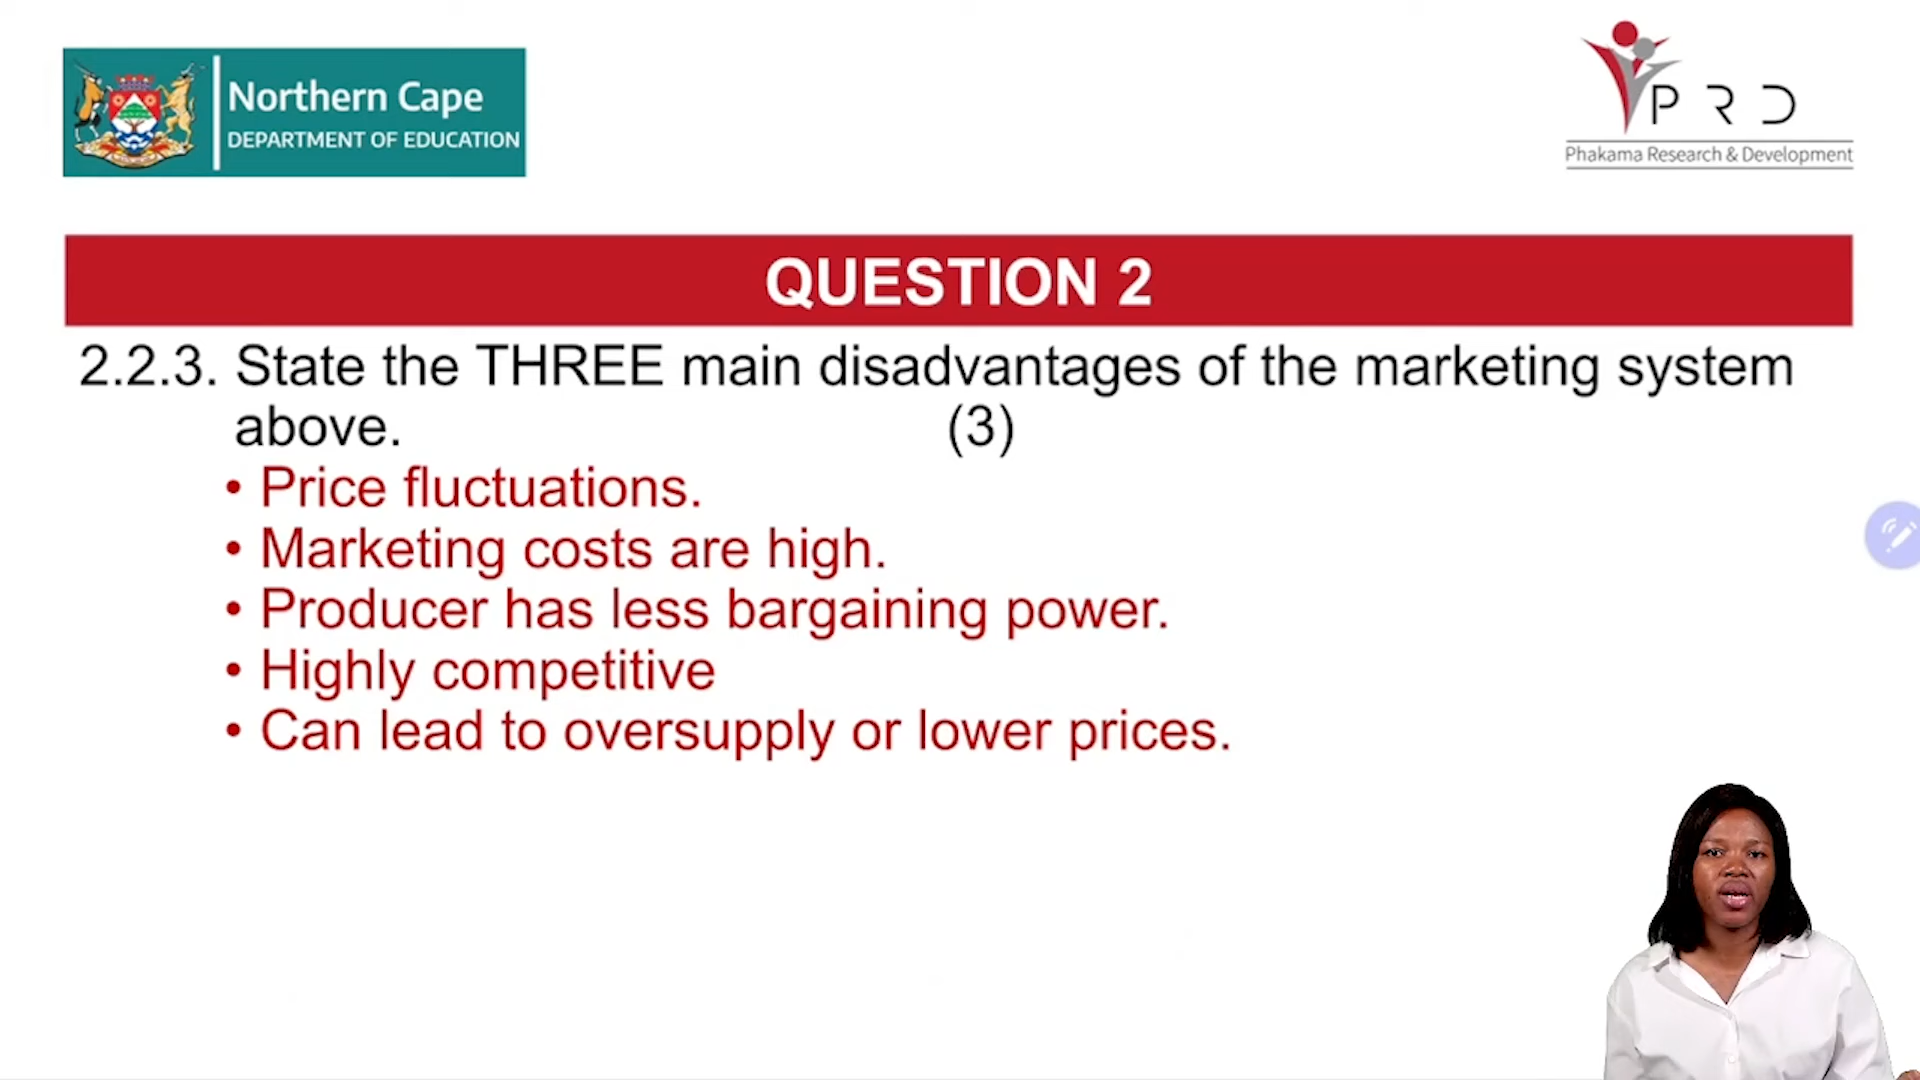 Northern Cape
DEPARTMENT OF EDUCATION
PRD
Phakama Research & Development
QUESTION 2
2.2.3. State the THREE main disadvantages of the marketing system
above. (3)
• Price fluctuations.
• Marketing costs are high.
• Producer has less bargaining power.
• Highly competitive
• Can lead to oversupply or lower prices.